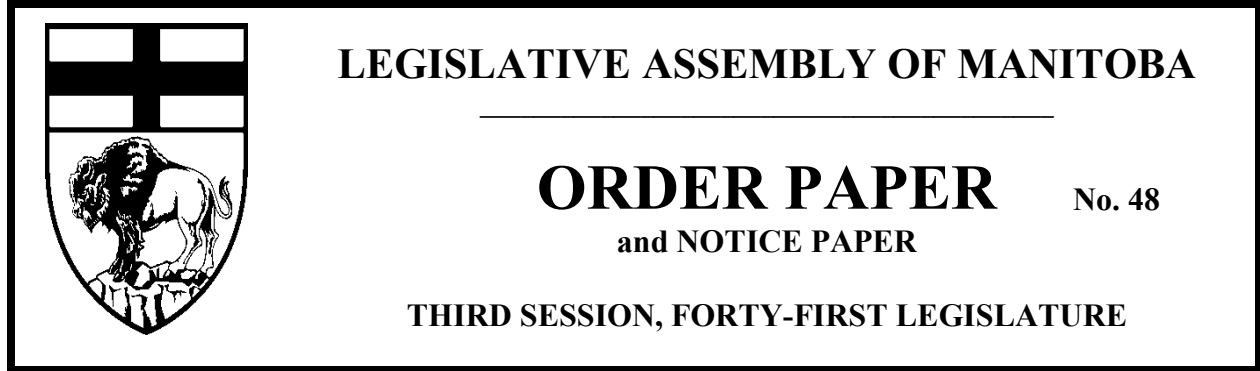 LEGISLATIVE ASSEMBLY OF MANITOBA
ORDER PAPER No. 48
and NOTICE PAPER
THIRD SESSION, FORTY-FIRST LEGISLATURE